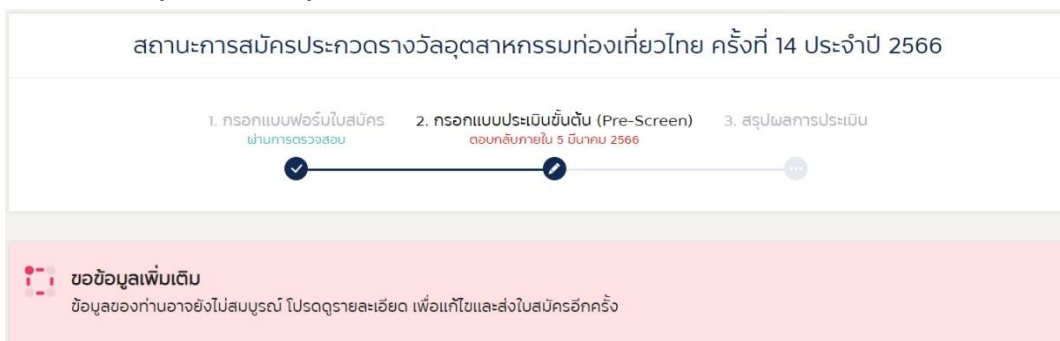 สถานะการสมัครประกวดรางวัลอุตสาหกรรมท่องเที่ยวไทย ครั้งที่ 14 ประจำปี 2566
1. กรอกแบบฟอร์มใบสมัคร
ผ่านการตรวจสอบ
2. กรอกแบบประเมินขั้นต้น (Pre-Screen)
ตอบกลับภายใน 5 มีนาคม 2566
3. สรุปผลการประเมิน
ขอข้อมูลเพิ่มเติม
ข้อมูลของท่านอาจยังไม่สมบูรณ์ โปรดดูรายละเอียด เพื่อแก้ไขและส่งใบสมัครอีกครั้ง